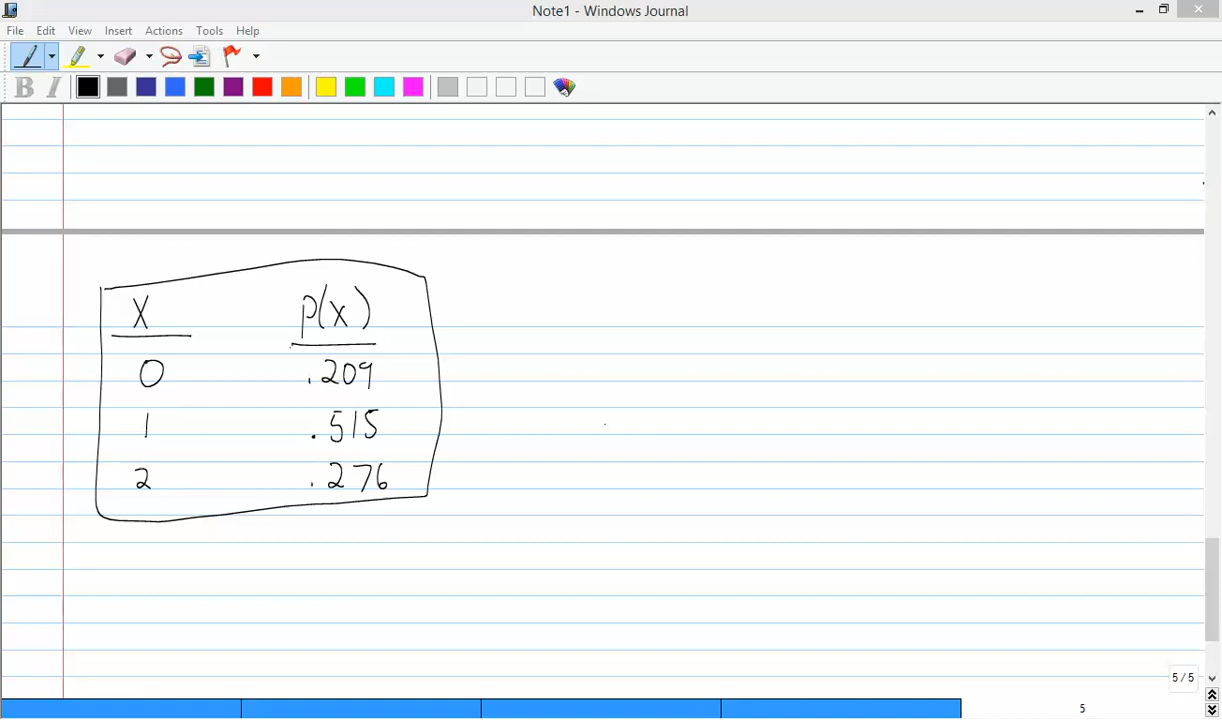 Note1 - Windows Journal
File Edit View Insert Actions Tools Help
B I
X P(X)
0 .209
1 .515
2 .276
5 / 5
5